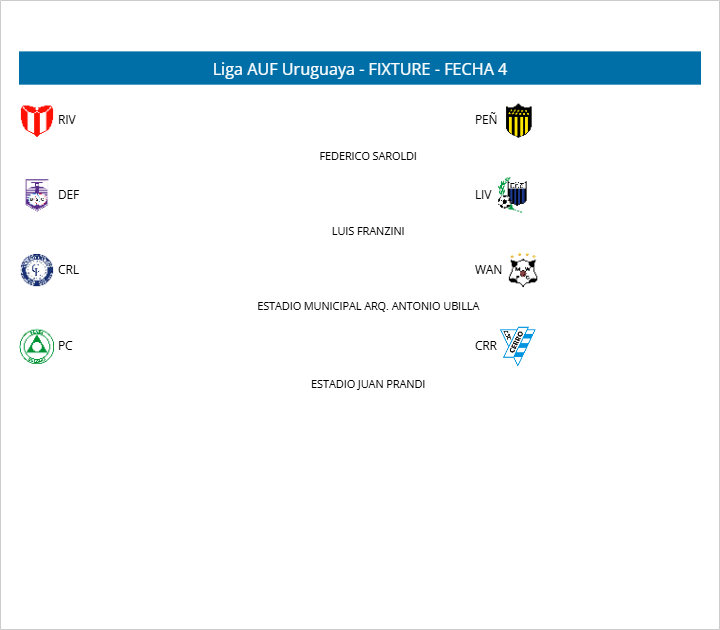 Liga AUF Uruguaya - FIXTURE - FECHA 4
RIV PEÑ
FEDERICO SAROLDI
DEF LIV
LUIS FRANZINI
CRL WAN
ESTADIO MUNICIPAL ARQ. ANTONIO UBILLA
PC CRR CERRO
ESTADIO JUAN PRANDI